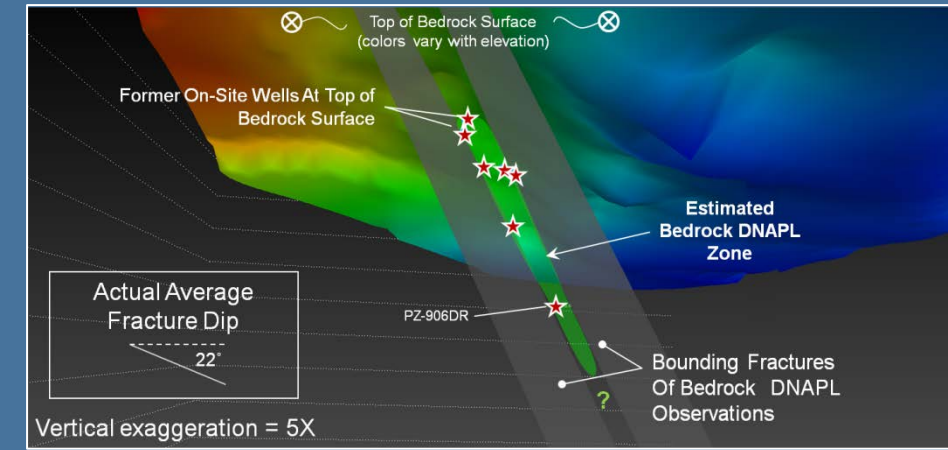 Top of Bedrock Surface
(colors vary with elevation)
Former On-Site Wells At Top of
Bedrock Surface
Estimated
Bedrock DNAPL
Zone
Actual Average
Fracture Dip
22°
PZ-906DR
Bounding Fractures
Of Bedrock DNAPL
Observations
?
Vertical exaggeration = 5X